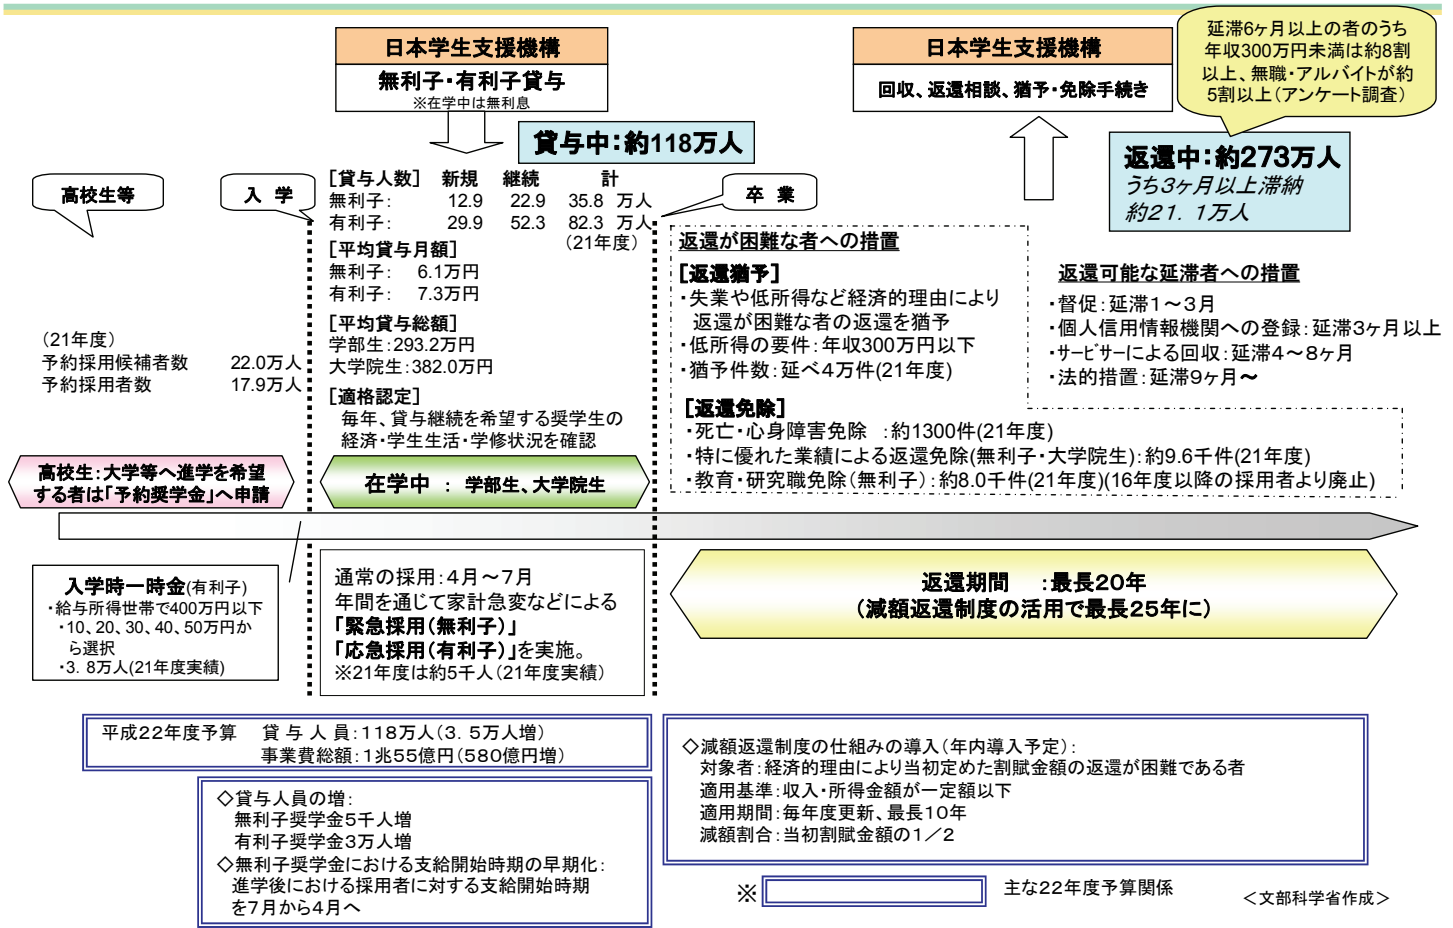 日本学生支援機構
無利子・有利子貸与
※在学中は無利息
日本学生支援機構
回収、返還相談、猶予・免除手続き
延滞6ヶ月以上の者のうち
年収300万円未満は約8割
以上、無職・アルバイトが約
5割以上(アンケート調査)
貸与中:約118万人
返還中:約273万人
うち3ヶ月以上滞納
約21.1万人
高校生等
入 学
卒 業
[貸与人数] 新規 継続 計
無利子: 12.9 22.9 35.8 万人
有利子: 29.9 52.3 82.3 万人
(21年度)
[平均貸与月額]
無利子: 6.1万円
有利子: 7.3万円
[平均貸与総額]
学部生:293.2万円
大学院生:382.0万円
[適格認定]
毎年、貸与継続を希望する奨学生の
経済・学生生活・学修状況を確認
(21年度)
予約採用候補者数 22.0万人
予約採用者数 17.9万人
返還が困難な者への措置
[返還猶予]
・失業や低所得など経済的理由により
返還が困難な者の返還を猶予
・低所得の要件:年収300万円以下
・猶予件数:延べ4万件(21年度)
[返還免除]
・死亡・心身障害免除 :約1300件(21年度)
・特に優れた業績による返還免除(無利子・大学院生):約9.6千件(21年度)
・教育・研究職免除(無利子):約8.0千件(21年度)(16年度以降の採用者より廃止)
返還可能な延滞者への措置
・督促:延滞1～3月
・個人信用情報機関への登録:延滞3ヶ月以上
・サービサーによる回収:延滞4～8ヶ月
・法的措置:延滞9ヶ月～
高校生:大学等へ進学を希望
する者は「予約奨学金」へ申請
在学中 : 学部生、大学院生
入学時一時金(有利子)
・給与所得世帯で400万円以下
・10、20、30、40、50万円か
ら選択
・3.8万人(21年度実績)
通常の採用:4月～7月
年間を通じて家計急変などによる
「緊急採用(無利子)」
「応急採用(有利子)」を実施。
※21年度は約5千人(21年度実績)
返還期間 :最長20年
(減額返還制度の活用で最長25年に)
平成22年度予算 貸与人員:118万人(3.5万人増)
事業費総額:1兆55億円(580億円増)
◇貸与人員の増:
無利子奨学金5千人増
有利子奨学金3万人増
◇無利子奨学金における支給開始時期の早期化:
進学後における採用者に対する支給開始時期
を7月から4月へ
◇減額返還制度の仕組みの導入(年内導入予定):
対象者:経済的理由により当初定めた割賦金額の返還が困難である者
適用基準:収入・所得金額が一定額以下
適用期間:毎年度更新、最長10年
減額割合:当初割賦金額の1/2
※ 主な22年度予算関係
<文部科学省作成>